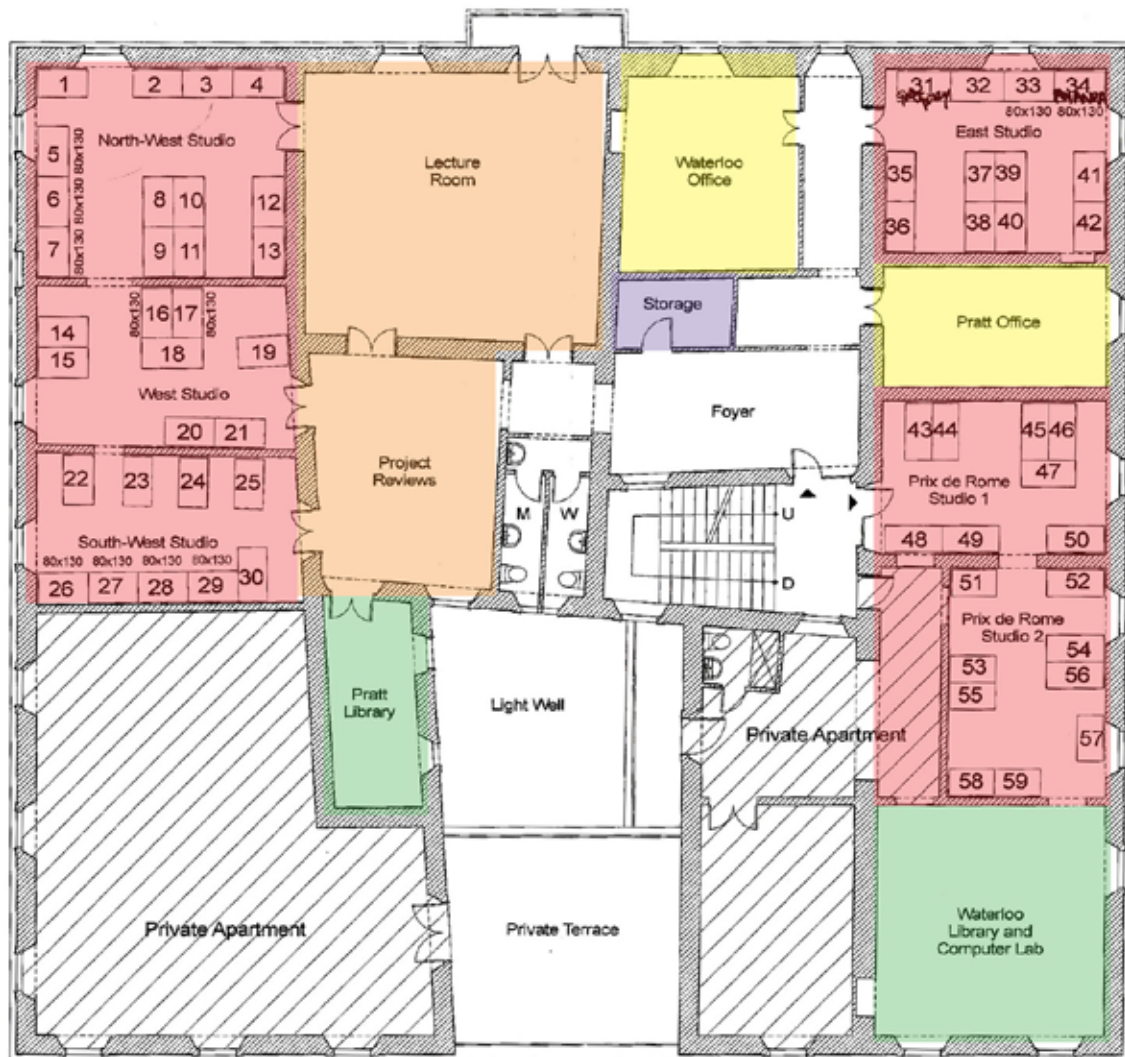 1 2 3 4
North-West Studio
5 80x130
6 80x130
7 80x130
8 10
9 11
12
13
Lecture
Room
Waterloo
Office
31 32 33 34
80x130 80x130
East Studio
35 37 39 41
36 38 40 42
80x130 16 17 80x130
14
15
18
19
West Studio
20 21
Storage
Pratt Office
Foyer
43 44 45 46
47
Prix de Rome
Studio 1
48 49 50
Project
Reviews
22 23 24 25
South-West Studio
80x130 80x130 80x130 80x130
26 27 28 29 30
M W
U
D
51 52
Prix de Rome
Studio 2
53 54
55 56
57
58 59
Pratt
Library
Light Well
Private Apartment
Private Apartment
Private Terrace
Waterloo
Library and
Computer Lab